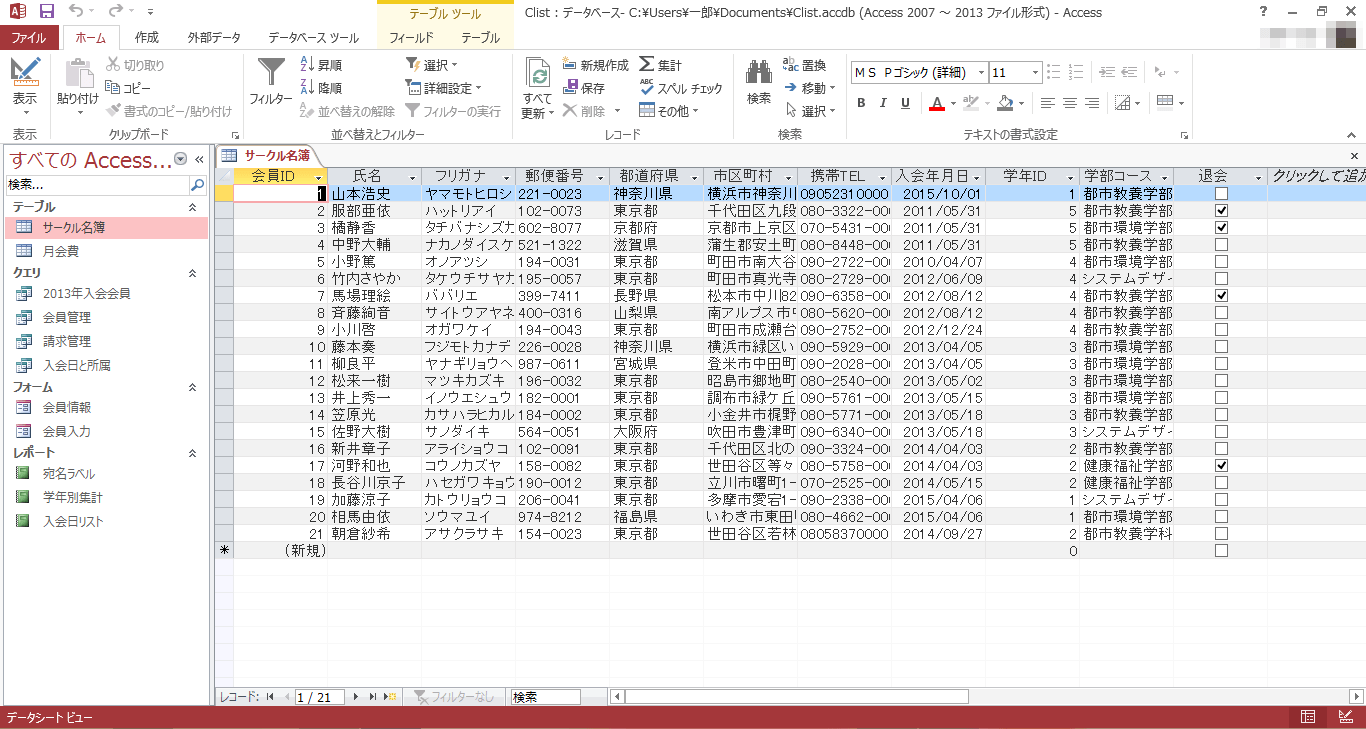 テーブル ツール
Clist : データベース- C:¥Users¥一郎¥Documents¥Clist.accdb (Access 2007 ～ 2013 ファイル形式) - Access
ファイル ホーム 作成 外部データ データベース ツール フィールド テーブル
表示 貼り付け 切り取り コピー 書式のコピー/貼り付け
フィルター 昇順 降順 並べ替えの解除 選択 詳細設定 フィルターの実行
すべて更新 新規作成 保存 削除 集計 スペル チェック その他
検索 置換 移動 選択
ＭＳ Ｐゴシック (詳細) 11
B I U A
表示 クリップボード 並べ替えとフィルター レコード 検索 テキストの書式設定
すべての Access...
検索...
テーブル
サークル名簿
月会費
クエリ
2013年入会会員
会員管理
請求管理
入会日と所属
フォーム
会員情報
会員入力
レポート
宛名ラベル
学年別集計
入会日リスト
サークル名簿
会員ID 氏名 フリガナ 郵便番号 都道府県 市区町村 携帯TEL 入会年月日 学年ID 学部コース 退会 クリックして追加
1 山本浩史 ヤマモトヒロシ 221-0023 神奈川県 横浜市神奈川 09052310000 2015/10/01 1 都市教養学部
2 服部亜依 ハットリアイ 102-0073 東京都 千代田区九段 080-3322-00 2011/05/31 5 都市教養学部
3 橘静香 タチバナシズカ 602-8077 京都府 京都市上京区 070-5431-00 2011/05/31 5 都市環境学部
4 中野大輔 ナカノダイスケ 521-1322 滋賀県 蒲生郡安土町 080-8448-00 2011/05/31 5 都市教養学部
5 小野篤 オノアツシ 194-0031 東京都 町田市南大谷 090-2722-00 2010/04/07 4 都市環境学部
6 竹内さやか タケウチサヤカ 195-0057 東京都 町田市真光寺 080-2729-00 2012/06/09 4 システムデザイ
7 馬場理絵 ババリエ 399-7411 長野県 松本市中川82 090-6358-00 2012/08/12 4 都市教養学部
8 斉藤絢音 サイトウアヤネ 400-0316 山梨県 南アルプス市 080-5620-00 2012/08/12 4 都市教養学部
9 小川啓 オガワケイ 194-0043 東京都 町田市成瀬台 090-2752-00 2012/12/24 4 都市教養学部
10 藤本奏 フジモトカナデ 226-0028 神奈川県 横浜市緑区い 090-5929-00 2013/04/05 3 都市環境学部
11 柳良平 ヤナギリョウヘ 987-0611 宮城県 登米市中田町 090-2028-00 2013/04/05 3 都市環境学部
12 松来一樹 マツキカズキ 196-0032 東京都 昭島市郷地町 080-2540-00 2013/05/02 3 都市環境学部
13 井上秀一 イノウエシュウ 182-0001 東京都 調布市緑ケ丘 090-5761-00 2013/05/15 3 都市環境学部
14 笠原光 カサハラヒカル 184-0002 東京都 小金井市梶野 080-5771-00 2013/05/18 3 都市教養学部
15 佐野大樹 サノダイキ 564-0051 大阪府 吹田市豊津町 090-6340-00 2013/05/18 3 システムデザイ
16 新井章子 アライショウコ 102-0091 東京都 千代田区北の 090-3324-00 2014/04/03 2 都市教養学部
17 河野和也 コウノカズヤ 158-0082 東京都 世田谷区等々 080-5758-00 2014/04/03 2 健康福祉学部
18 長谷川京子 ハセガワキョウ 190-0012 東京都 立川市曙町1- 070-2525-00 2014/05/15 2 健康福祉学部
19 加藤涼子 カトウリョウコ 206-0041 東京都 多摩市愛宕1- 090-2338-00 2015/04/06 1 システムデザイ
20 相馬由依 ソウマユイ 974-8212 福島県 いわき市東田 080-4662-00 2015/04/06 1 都市環境学部
21 朝倉紗希 アサクラサキ 154-0023 東京都 世田谷区若林 08058370000 2014/09/27 2 都市教養学科
(新規) 0
レコード: 1 / 21 フィルターなし 検索
データシート ビュー